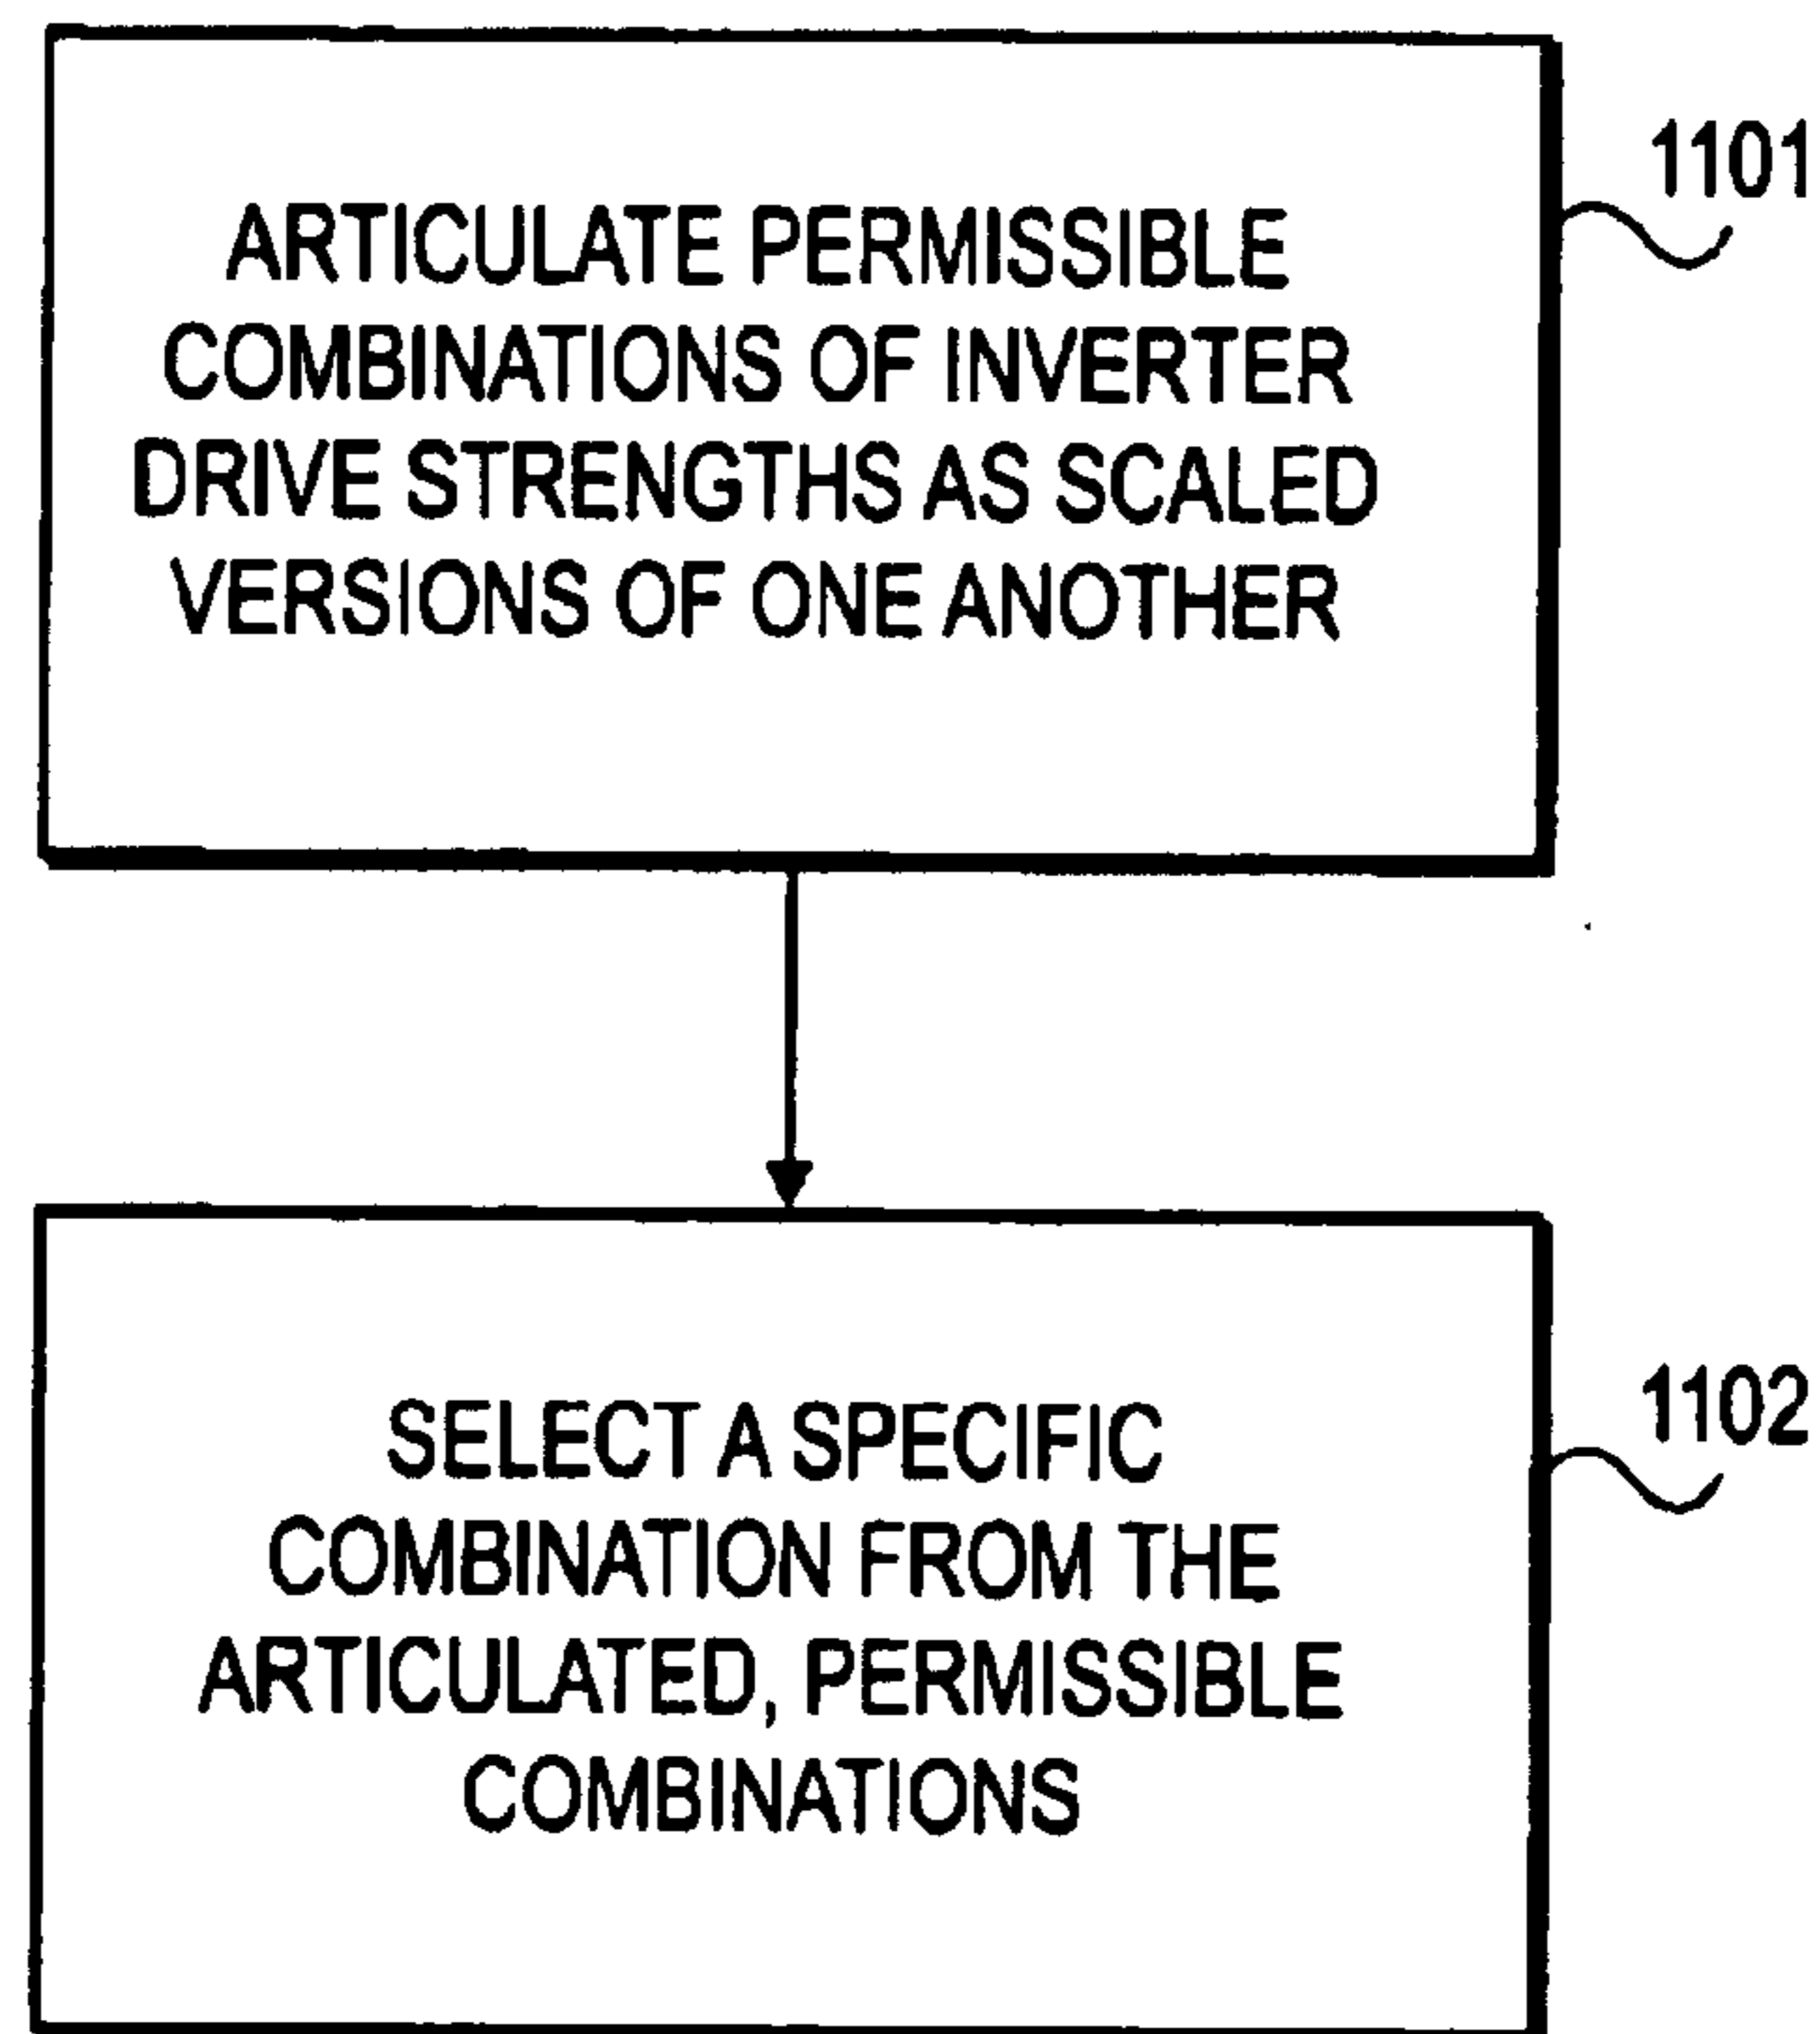 ARTICULATE PERMISSIBLE
COMBINATIONS OF INVERTER
DRIVE STRENGTHS AS SCALED
VERSIONS OF ONE ANOTHER
1101
SELECT A SPECIFIC
COMBINATION FROM THE
ARTICULATED, PERMISSIBLE
COMBINATIONS
1102